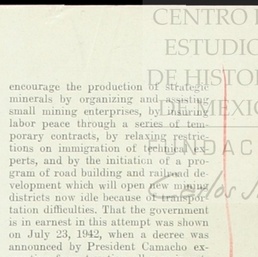 CENTRO
ESTUDIO
DE HISTO
DE MEXIC
encourage the production of strategic
minerals by organizing and assisting
small mining enterprises, by insuring
labor peace through a series of tem-
porary contracts, by relaxing restric-
tions on immigration of technical ex-
perts, and by the initiation of a pro-
gram of road building and railroad de-
velopment which will open new mining
districts now idle because of transpor-
tation difficulties. That the government
is in earnest in this attempt was shown
on July 23, 1942, when a decree was
announced by President Camacho ex-